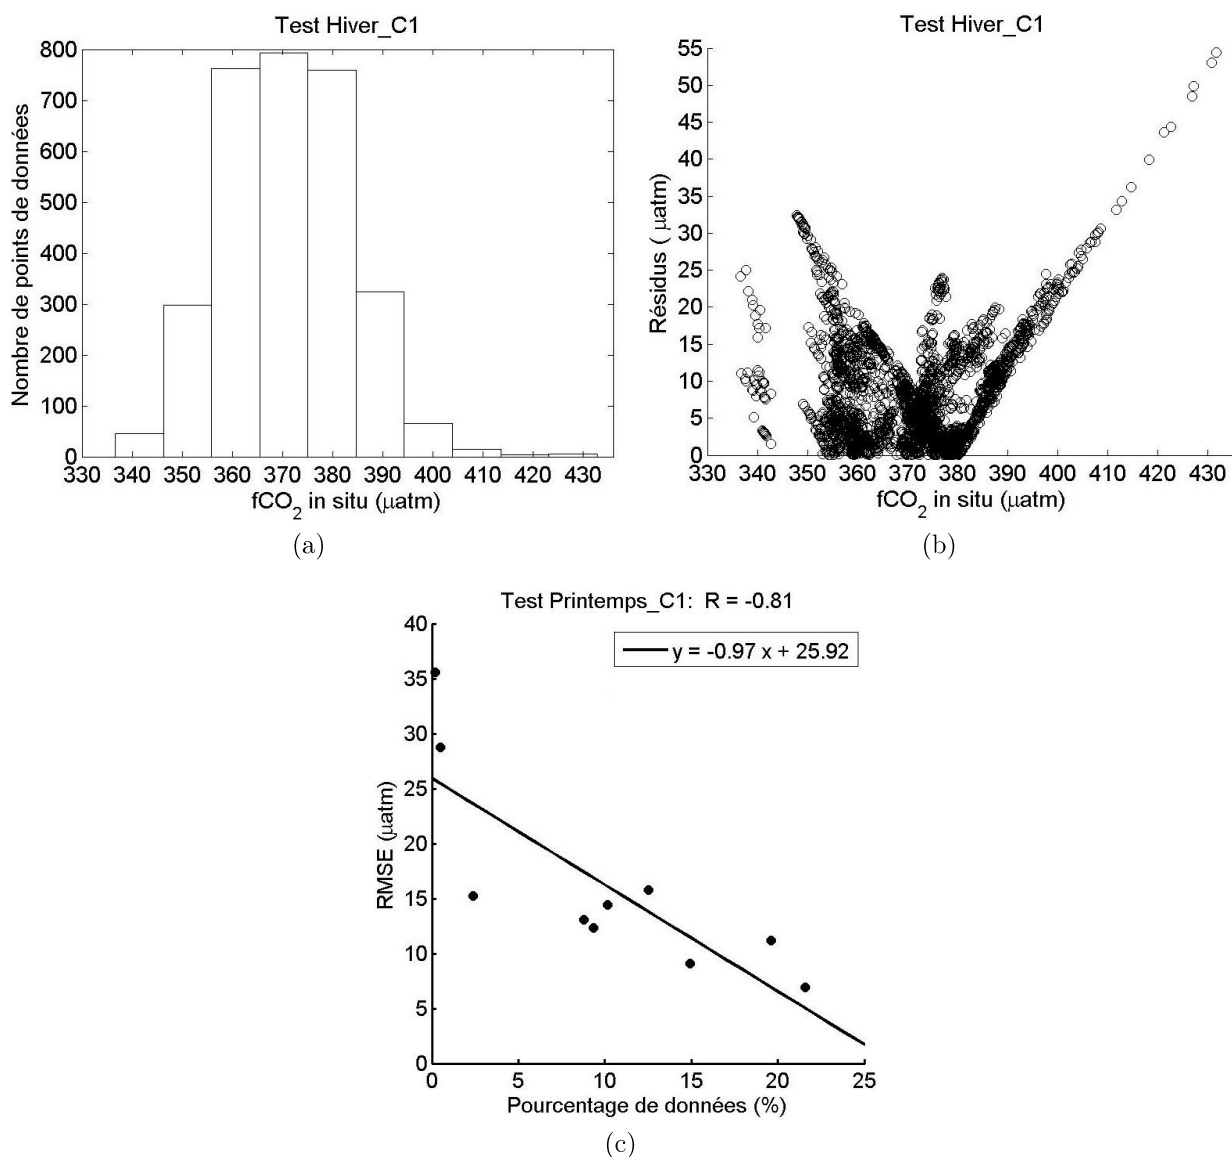 Test Hiver_C1
800
700
600
500
400
300
200
100
0
Nombre de points de données
330 340 350 360 370 380 390 400 410 420 430
fCO2 in situ (µatm)
(a)
Test Hiver_C1
55
50
45
40
35
30
25
20
15
10
5
0
Résidus ( µatm)
330 340 350 360 370 380 390 400 410 420 430
fCO2 in situ (µatm)
(b)
Test Printemps_C1: R = -0.81
y = -0.97 x + 25.92
40
35
30
25
20
15
10
5
0
RMSE (µatm)
0 5 10 15 20 25
Pourcentage de données (%)
(c)